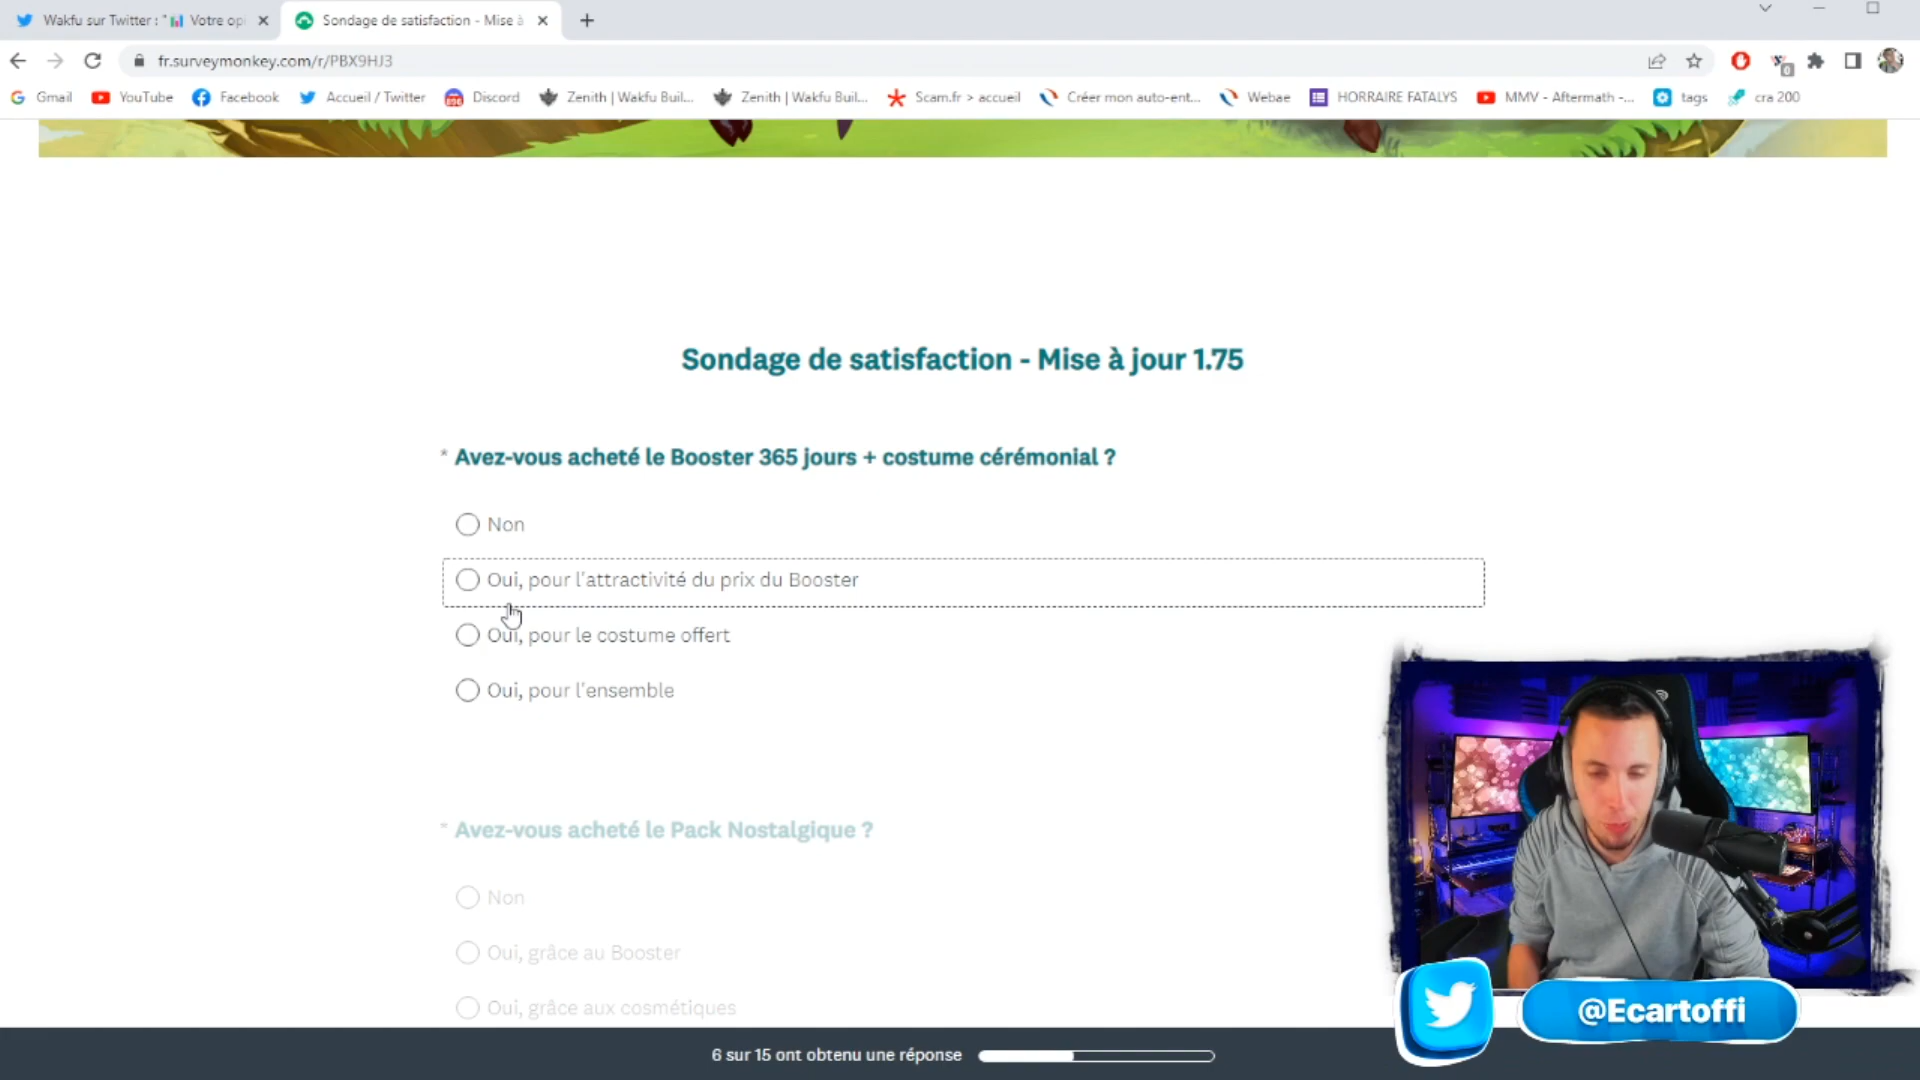 Wakfu sur Twitter : "📊 Votre op
Sondage de satisfaction - Mise à
fr.surveymonkey.com/r/PBX9HJ3
Gmail YouTube Facebook Accueil / Twitter Discord Zenith | Wakfu Buil... Zenith | Wakfu Buil... Scam.fr > accueil Créer mon auto-ent... Webae HORRAIRE FATALYS MMV - Aftermath -... tags cra 200
Sondage de satisfaction - Mise à jour 1.75
* Avez-vous acheté le Booster 365 jours + costume cérémonial ?
Non
Oui, pour l'attractivité du prix du Booster
Oui, pour le costume offert
Oui, pour l'ensemble
* Avez-vous acheté le Pack Nostalgique ?
Non
Oui, grâce au Booster
Oui, grâce aux cosmétiques
@Ecartoffi
6 sur 15 ont obtenu une réponse